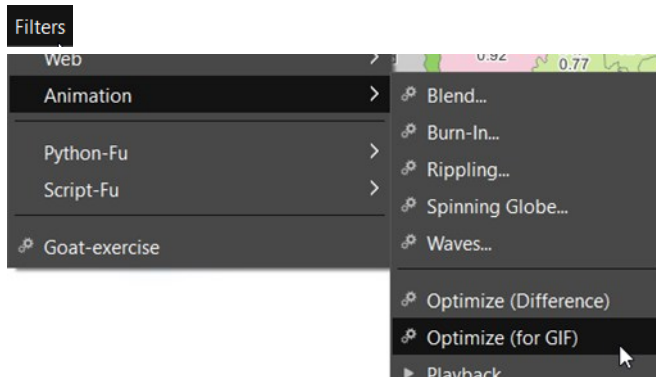 Filters
Web
0.92
0.77
Animation
Blend...
Burn-In...
Python-Fu
Rippling...
Script-Fu
Spinning Globe...
Goat-exercise
Waves...
Optimize (Difference)
Optimize (for GIF)
Playback